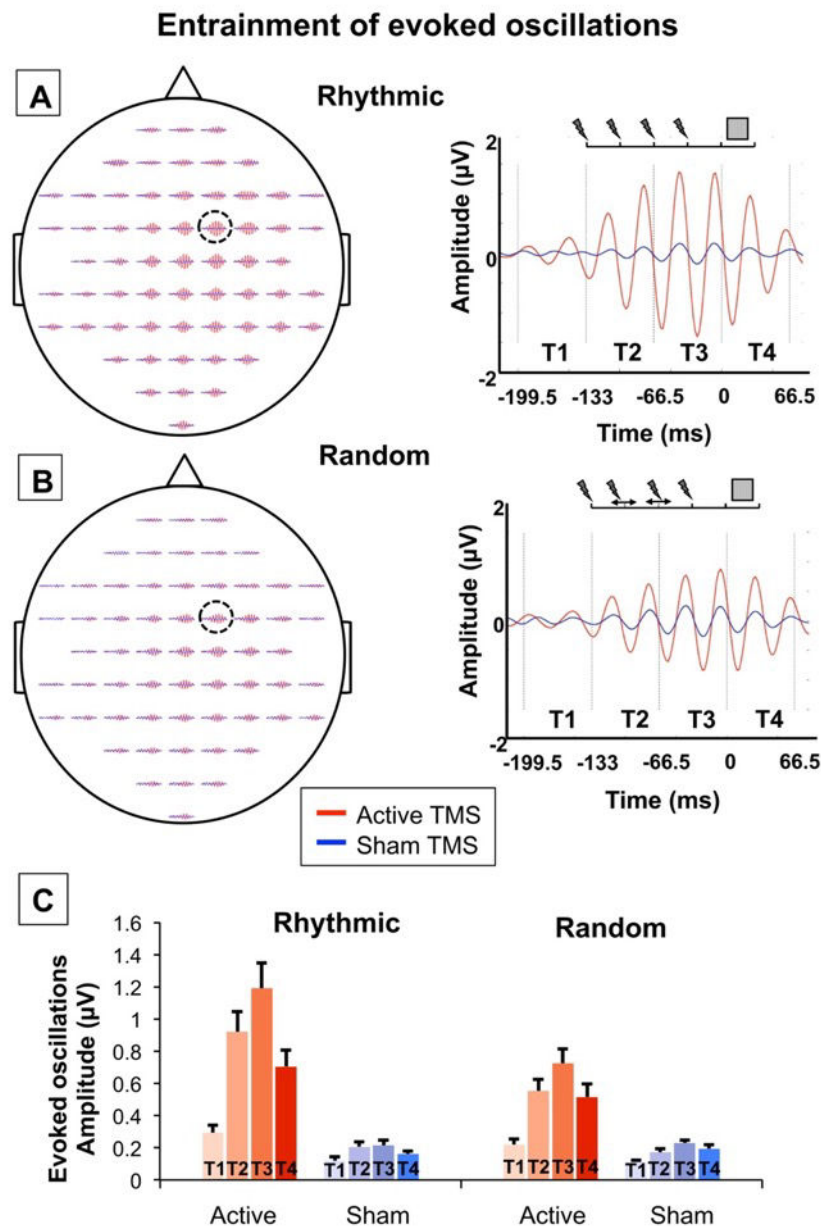 Entrainment of evoked oscillations
A
Rhythmic
Amplitude (µV)
2
0
-2
T1 T2 T3 T4
-199.5 -133 -66.5 0 66.5
Time (ms)
B
Random
Amplitude (µV)
2
0
-2
T1 T2 T3 T4
-199.5 -133 -66.5 0 66.5
Time (ms)
Active TMS
Sham TMS
C
Rhythmic Random
Evoked oscillations
Amplitude (µV)
1.6
1.4
1.2
1
0.8
0.6
0.4
0.2
0
T1 T2 T3 T4 T1 T2 T3 T4 T1 T2 T3 T4 T1 T2 T3 T4
Active Sham Active Sham